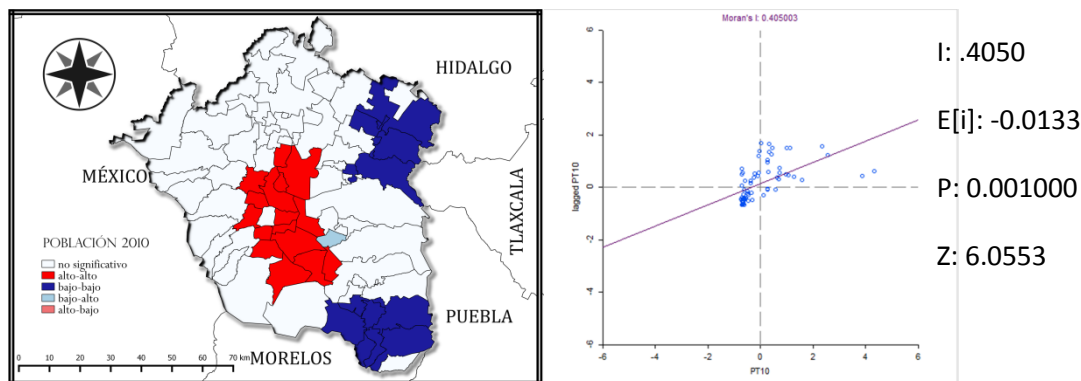 HIDALGO
MÉXICO
TLAXCALA
POBLACIÓN 2010
no significativo
alto-alto
bajo-bajo
bajo-alto
alto-bajo
PUEBLA
MORELOS
0 10 20 30 40 50 60 70 km
Moran's I: 0.405003
6
4
2
0
-2
-4
-6
lagged PT10
-6 -4 -2 0 2 4 6
PT10
I: .4050
E[i]: -0.0133
P: 0.001000
Z: 6.0553